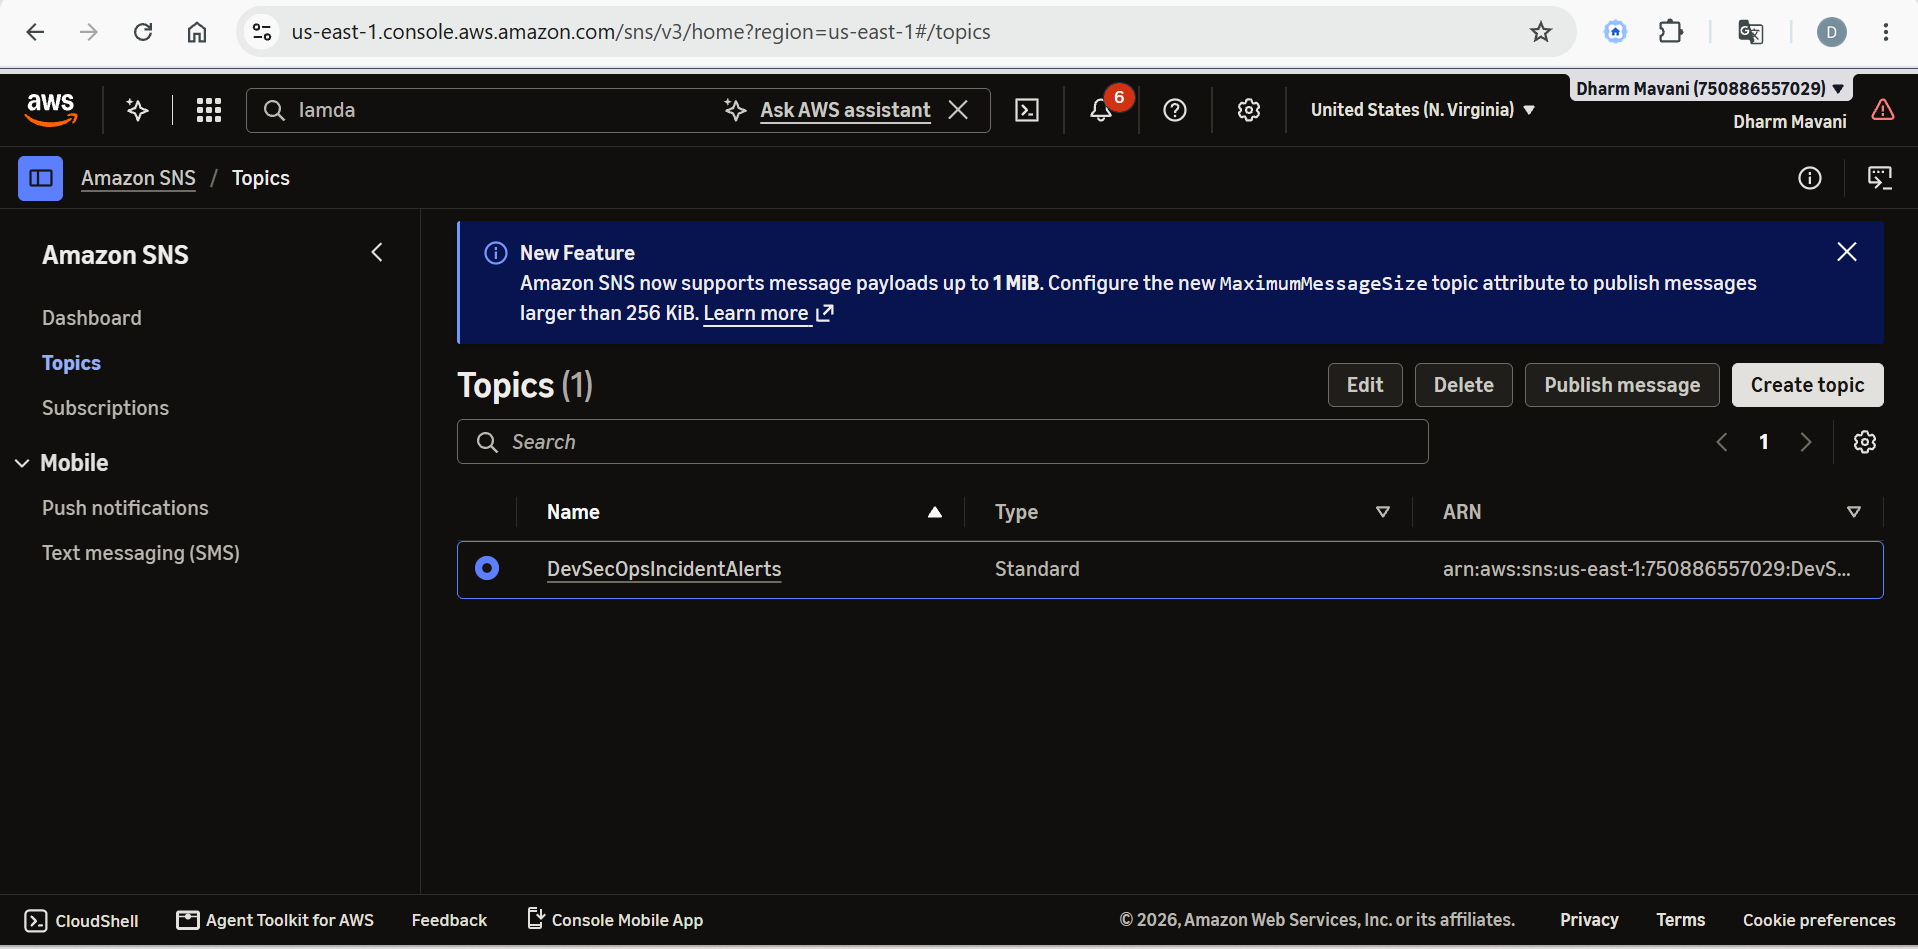 us-east-1.console.aws.amazon.com/sns/v3/home?region=us-east-1#/topics
D
aws
lamda
Ask AWS assistant
6
United States (N. Virginia)
Dharm Mavani (750886557029)
Dharm Mavani
Amazon SNS / Topics
Amazon SNS
Dashboard
Topics
Subscriptions
Mobile
Push notifications
Text messaging (SMS)
New Feature
Amazon SNS now supports message payloads up to 1 MiB. Configure the new MaximumMessageSize topic attribute to publish messages
larger than 256 KiB. Learn more
Topics (1)
Edit
Delete
Publish message
Create topic
Search
1
Name
Type
ARN
DevSecOpsIncidentAlerts
Standard
arn:aws:sns:us-east-1:750886557029:DevS...
CloudShell
Agent Toolkit for AWS
Feedback
Console Mobile App
© 2026, Amazon Web Services, Inc. or its affiliates.
Privacy
Terms
Cookie preferences